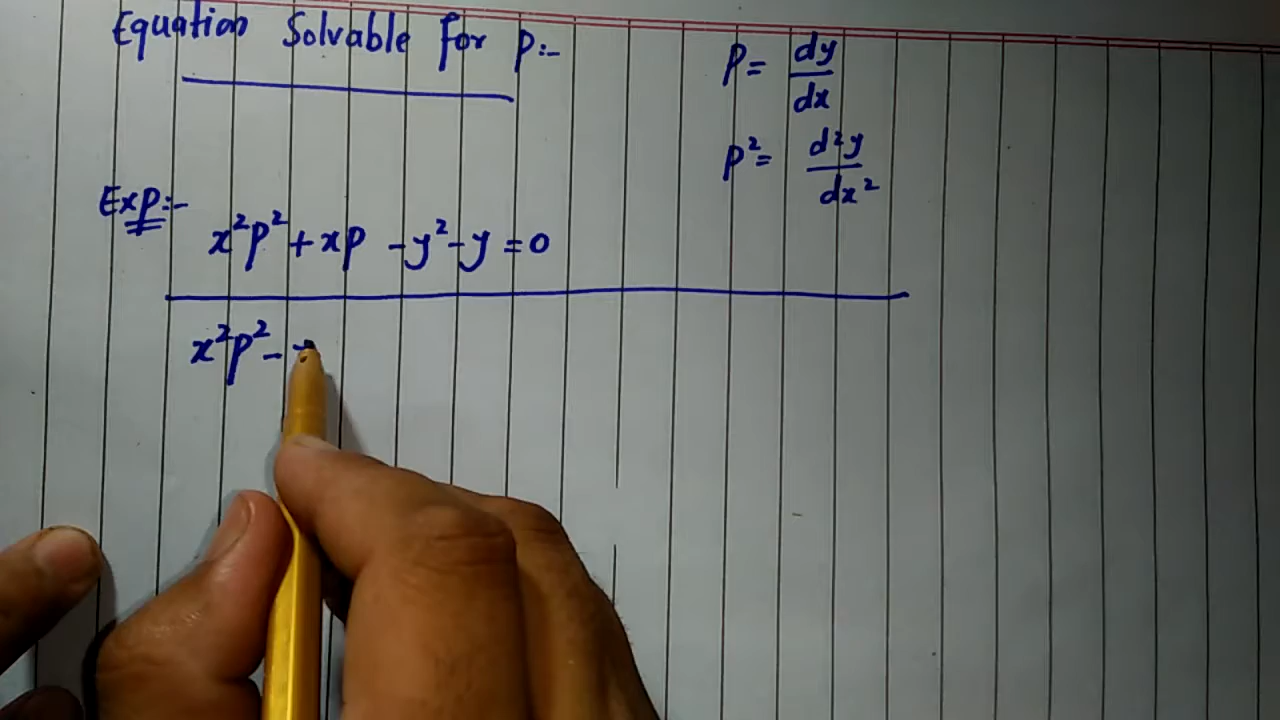 Equation Solvable for p:-
p = dy/dx
p² = d²y/dx²
Exp:-
x²p² + xp - y² - y = 0
x²p² -